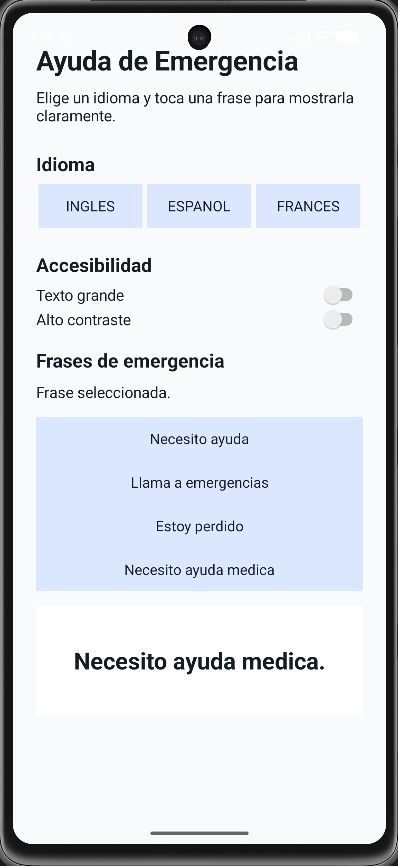 Ayuda de Emergencia
Elige un idioma y toca una frase para mostrarla
claramente.
Idioma
INGLES ESPANOL FRANCES
Accesibilidad
Texto grande
Alto contraste
Frases de emergencia
Frase seleccionada.
Necesito ayuda
Llama a emergencias
Estoy perdido
Necesito ayuda medica
Necesito ayuda medica.